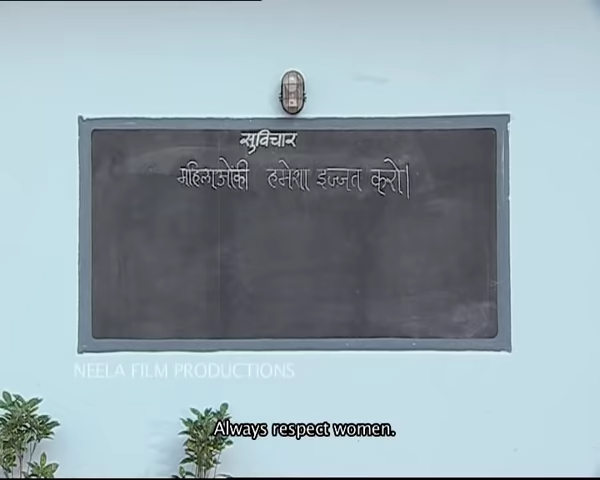 सुविचार
महिलाओंकी हमेशा इज्जत करो।
NEELA FILM PRODUCTIONS
Always respect women.